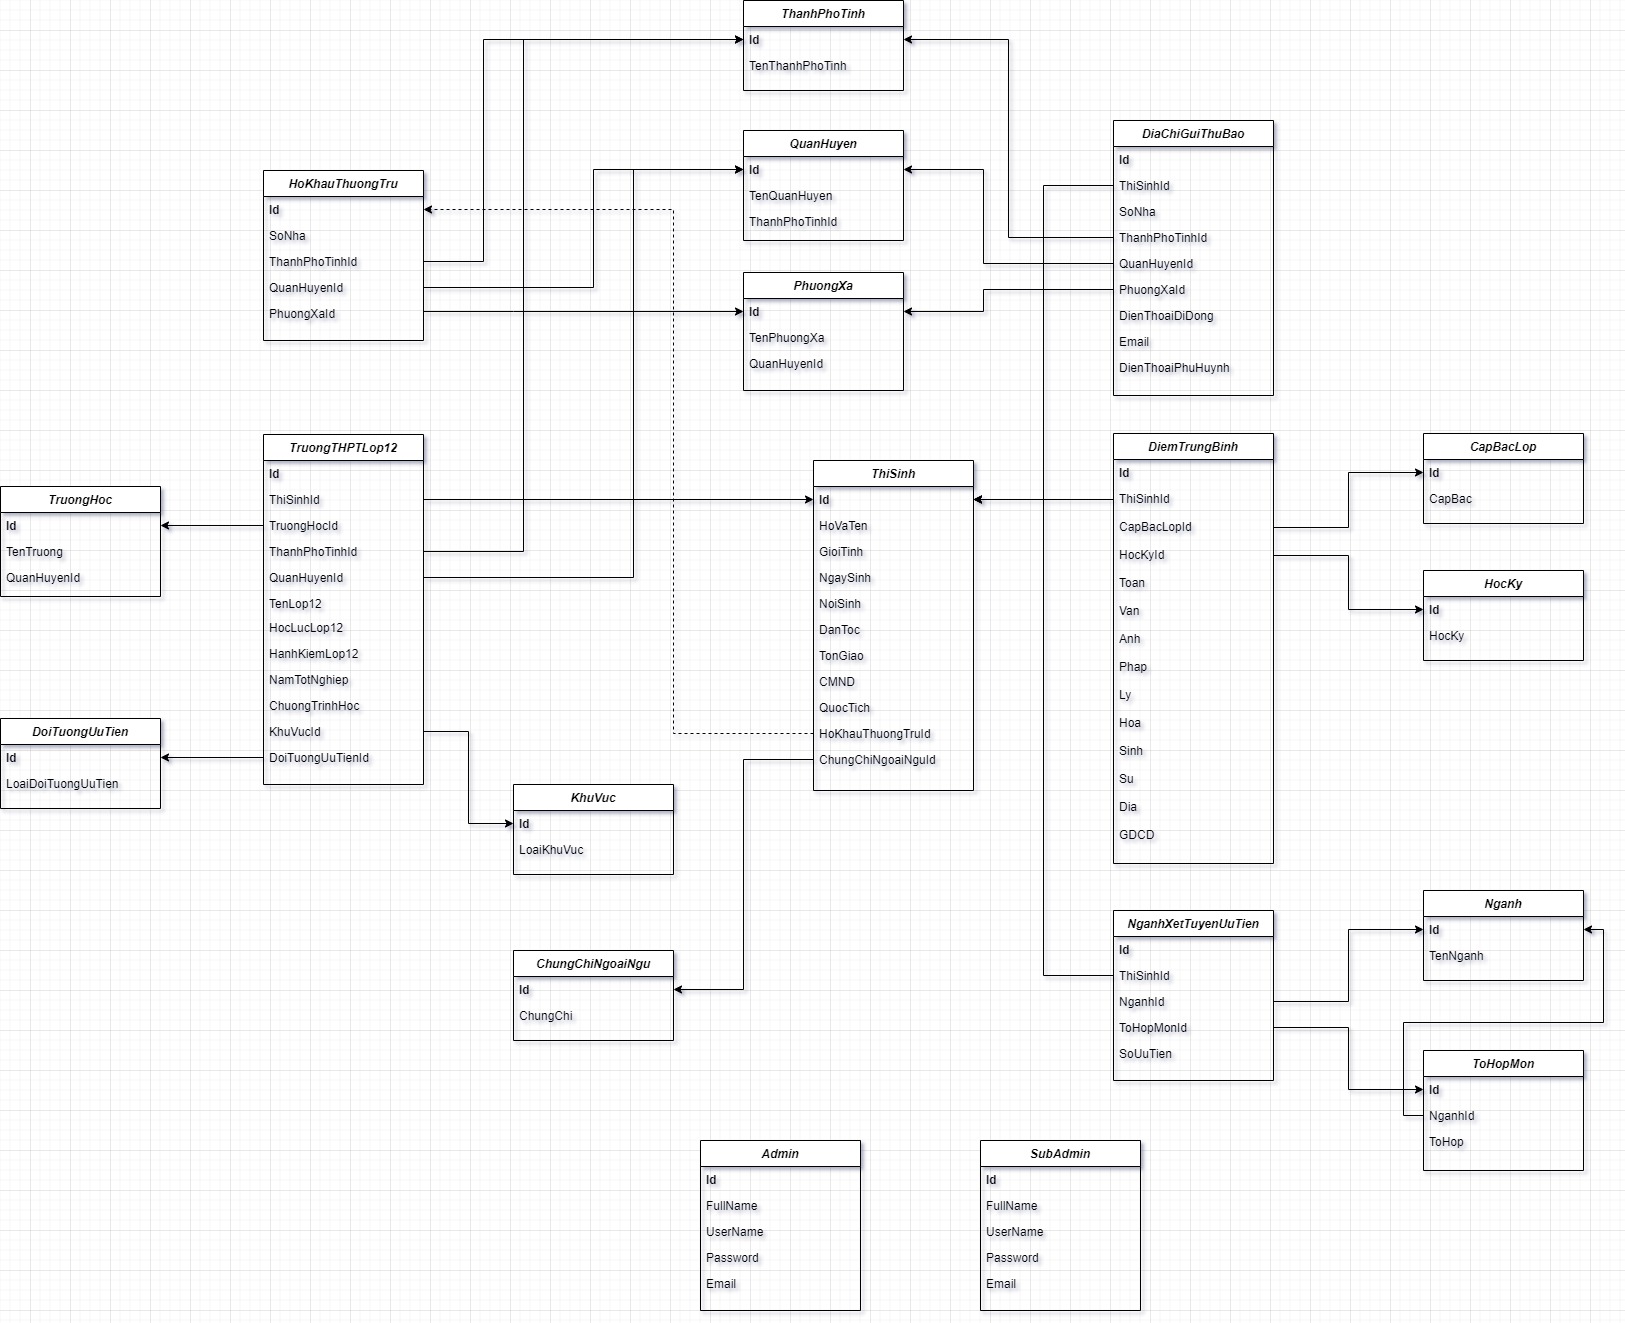 ThanhPhoTinh
Id
TenThanhPhoTinh
QuanHuyen
Id
TenQuanHuyen
ThanhPhoTinhId
DiaChiGuiThuBao
Id
ThiSinhId
SoNha
ThanhPhoTinhId
QuanHuyenId
PhuongXaId
DienThoaiDiDong
Email
DienThoaiPhuHuynh
HoKhauThuongTru
Id
SoNha
ThanhPhoTinhId
QuanHuyenId
PhuongXaId
PhuongXa
Id
TenPhuongXa
QuanHuyenId
TruongTHPTLop12
Id
ThiSinhId
TruongHocId
ThanhPhoTinhId
QuanHuyenId
TenLop12
HocLucLop12
HanhKiemLop12
NamTotNghiep
ChuongTrinhHoc
KhuVucId
DoiTuongUuTienId
TruongHoc
Id
TenTruong
QuanHuyenId
DoiTuongUuTien
Id
LoaiDoiTuongUuTien
ThiSinh
Id
HoVaTen
GioiTinh
NgaySinh
NoiSinh
DanToc
TonGiao
CMND
QuocTich
HoKhauThuongTruId
ChungChiNgoaiNguId
DiemTrungBinh
Id
ThiSinhId
CapBacLopId
HocKyId
Toan
Van
Anh
Phap
Ly
Hoa
Sinh
Su
Dia
GDCD
CapBacLop
Id
CapBac
HocKy
Id
HocKy
KhuVuc
Id
LoaiKhuVuc
ChungChiNgoaiNgu
Id
ChungChi
NganhXetTuyenUuTien
Id
ThiSinhId
NganhId
ToHopMonId
SoUuTien
Nganh
Id
TenNganh
ToHopMon
Id
NganhId
ToHop
Admin
Id
FullName
UserName
Password
Email
SubAdmin
Id
FullName
UserName
Password
Email